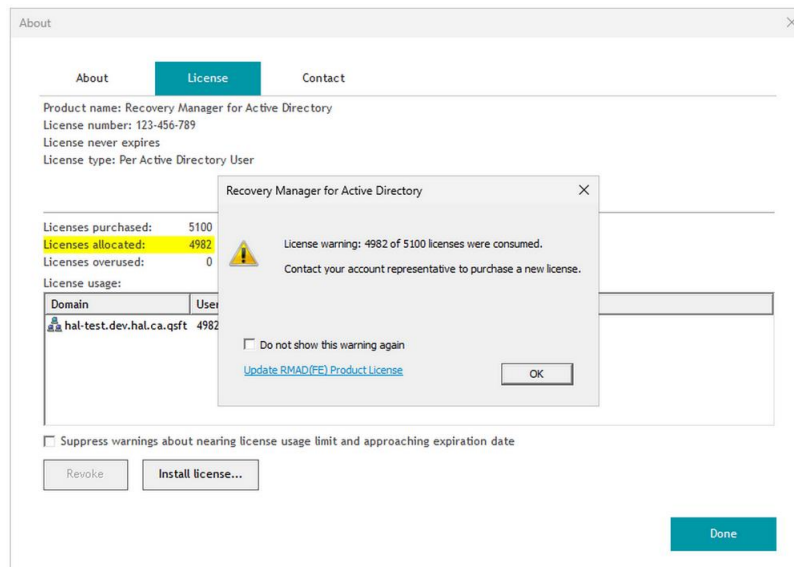 About
About License Contact
Product name: Recovery Manager for Active Directory
License number: 123-456-789
License never expires
License type: Per Active Directory User
Licenses purchased: 5100
Licenses allocated: 4982
Licenses overused: 0
License usage:
Domain User
hal-test.dev.hal.ca.qsft 4982
Recovery Manager for Active Directory
License warning: 4982 of 5100 licenses were consumed.
Contact your account representative to purchase a new license.
Do not show this warning again
Update RMAD(FE) Product License
OK
Suppress warnings about nearing license usage limit and approaching expiration date
Revoke Install license...
Done